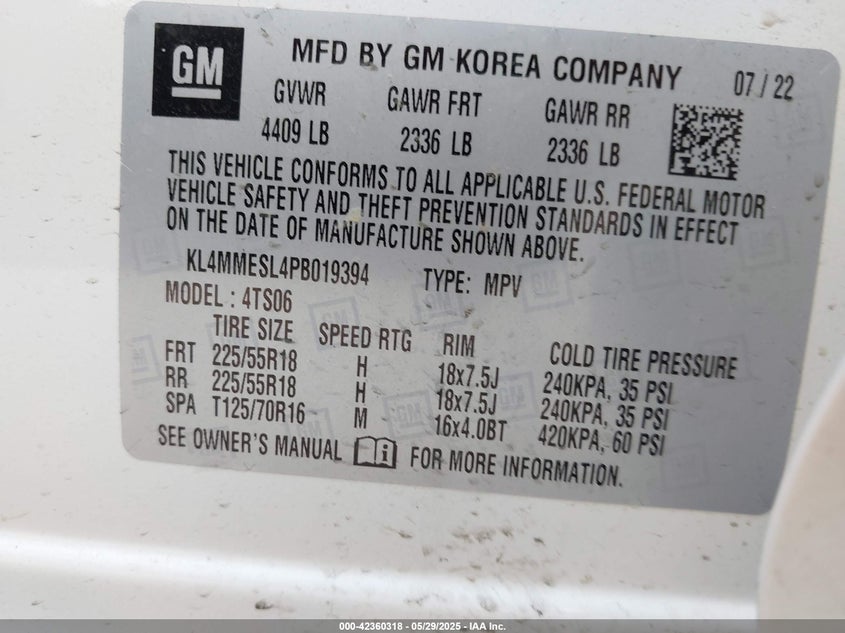 GM
MFD BY GM KOREA COMPANY 07 / 22
GVWR GAWR FRT GAWR RR
4409 LB 2336 LB 2336 LB
THIS VEHICLE CONFORMS TO ALL APPLICABLE U.S. FEDERAL MOTOR
VEHICLE SAFETY AND THEFT PREVENTION STANDARDS IN EFFECT
ON THE DATE OF MANUFACTURE SHOWN ABOVE.
KL4MMESL4PB019394 TYPE: MPV
MODEL : 4TS06
TIRE SIZE SPEED RTG RIM COLD TIRE PRESSURE
FRT 225/55R18 H 18x7.5J 240KPA, 35 PSI
RR 225/55R18 H 18x7.5J 240KPA, 35 PSI
SPA T125/70R16 M 16x4.0BT 420KPA, 60 PSI
SEE OWNER'S MANUAL i FOR MORE INFORMATION.
000-42360318 - 05/29/2025 - IAA Inc.